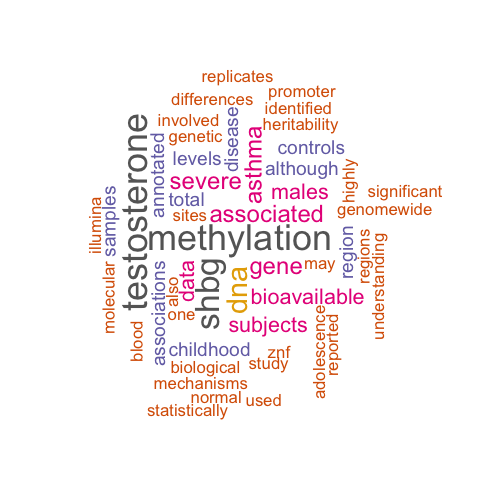 replicates
differences
promoter
identified
involved
heritability
genetic
disease
testosterone
annotated
levels
asthma
controls
although
severe
highly
samples
total
males
significant
sites
associated
genomewide
illumina
methylation
region
regions
understanding
molecular
associations
also
data
shbg
dna
gene
may
one
bioavailable
subjects
blood
childhood
znf
adolescence
reported
biological
study
mechanisms
normal
used
statistically